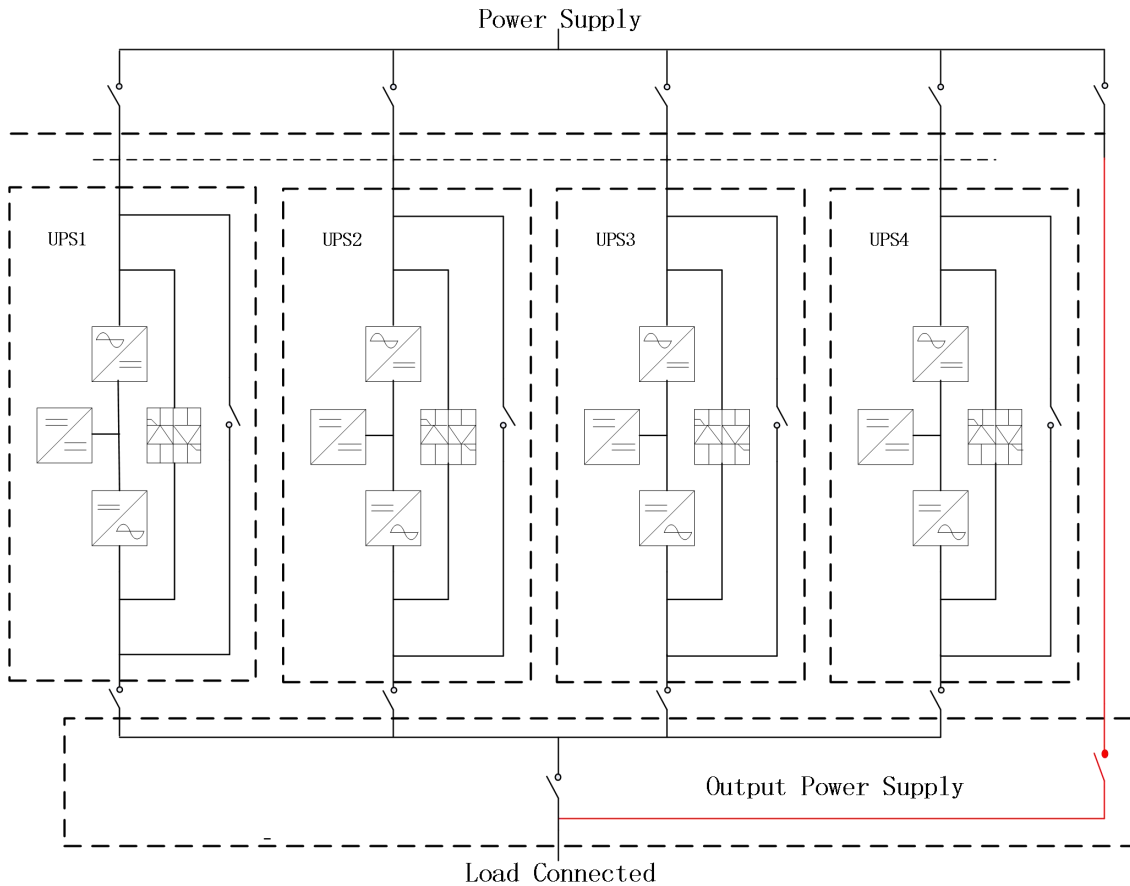 Power Supply
UPS1
UPS2
UPS3
UPS4
Output Power Supply
Load Connected